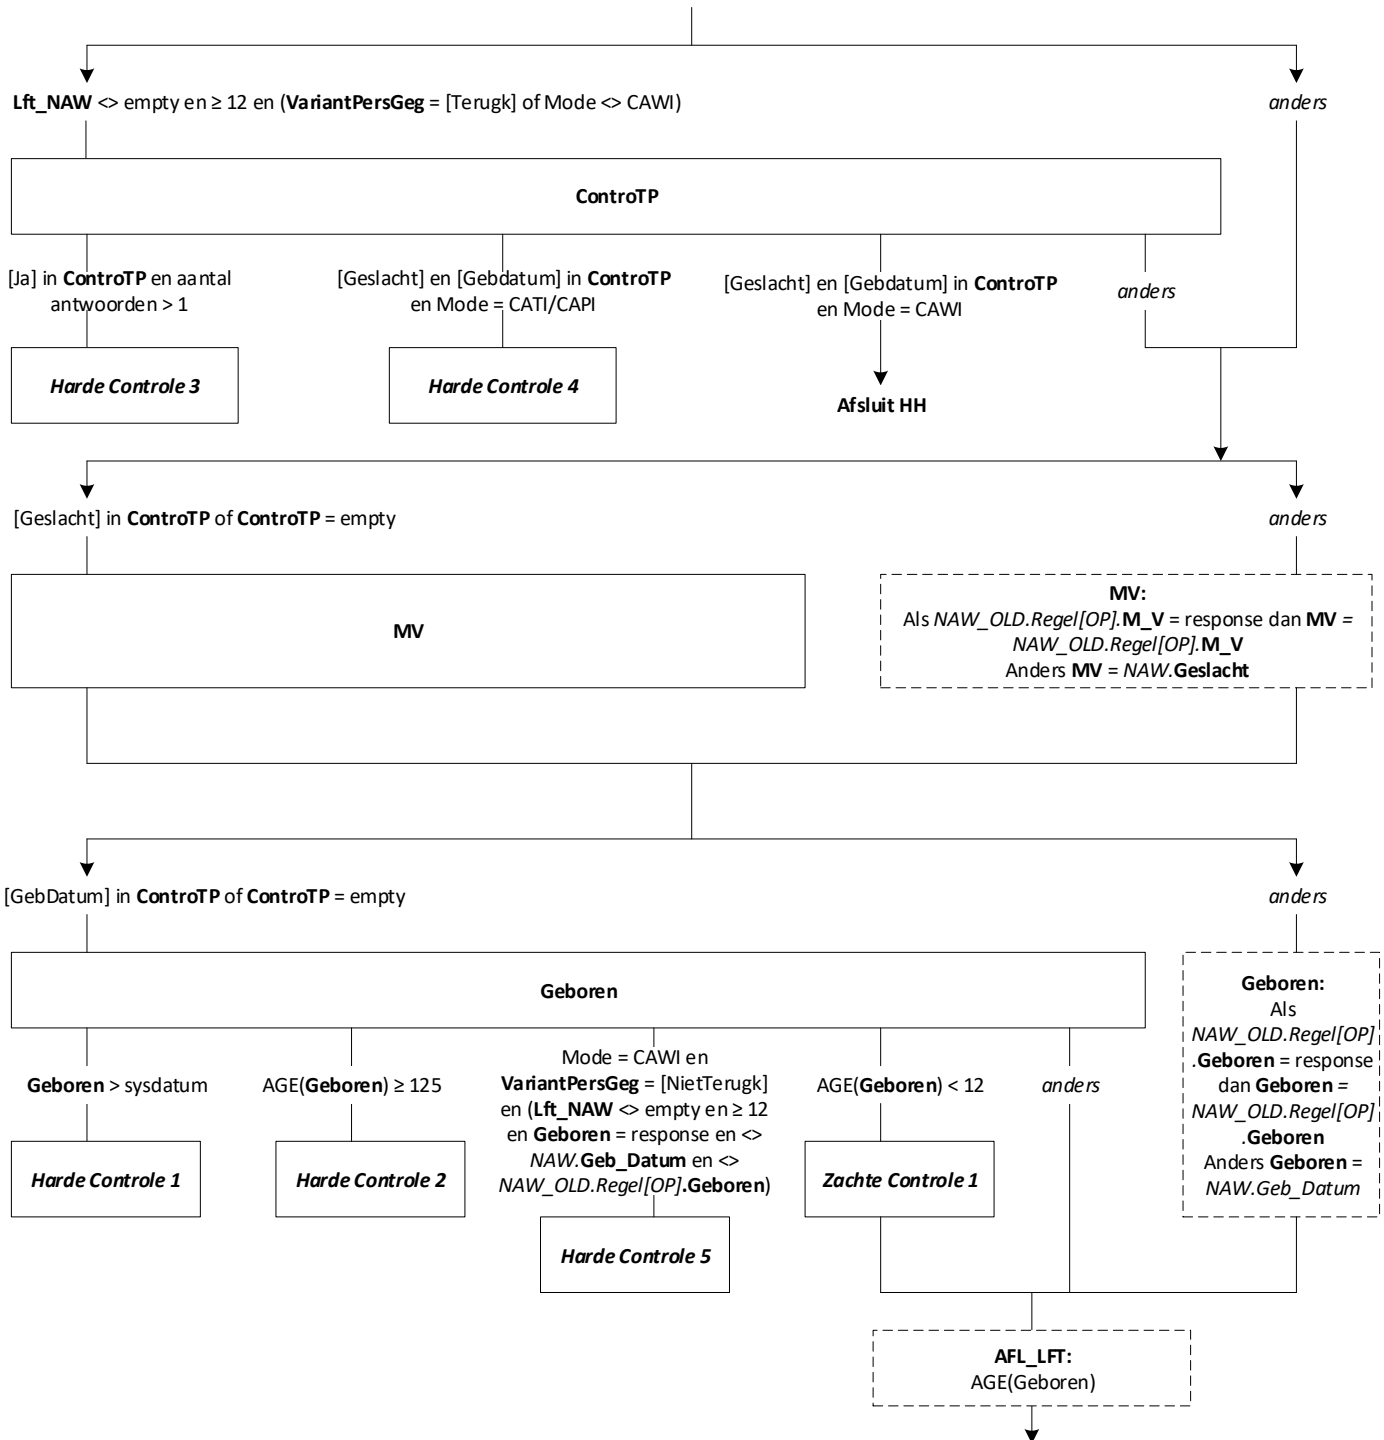 Lft_NAW <> empty en ≥ 12 en (VariantPersGeg = [Terugk] of Mode <> CAWI)
anders
ControTP
[Ja] in ControTP en aantal
antwoorden > 1
[Geslacht] en [Gebdatum] in ControTP
en Mode = CATI/CAPI
[Geslacht] en [Gebdatum] in ControTP
en Mode = CAWI
anders
Harde Controle 3
Harde Controle 4
Afsluit HH
[Geslacht] in ControTP of ControTP = empty
anders
MV
MV:
Als NAW_OLD.Regel[OP].M_V = response dan MV =
NAW_OLD.Regel[OP].M_V
Anders MV = NAW.Geslacht
[GebDatum] in ControTP of ControTP = empty
anders
Geboren
Geboren > sysdatum
AGE(Geboren) ≥ 125
Mode = CAWI en
VariantPersGeg = [NietTerugk]
en (Lft_NAW <> empty en ≥ 12
en Geboren = response en <>
NAW.Geb_Datum en <>
NAW_OLD.Regel[OP].Geboren)
AGE(Geboren) < 12
anders
Geboren:
Als
NAW_OLD.Regel[OP]
.Geboren = response
dan Geboren =
NAW_OLD.Regel[OP]
.Geboren
Anders Geboren =
NAW.Geb_Datum
Harde Controle 1
Harde Controle 2
Harde Controle 5
Zachte Controle 1
AFL_LFT:
AGE(Geboren)